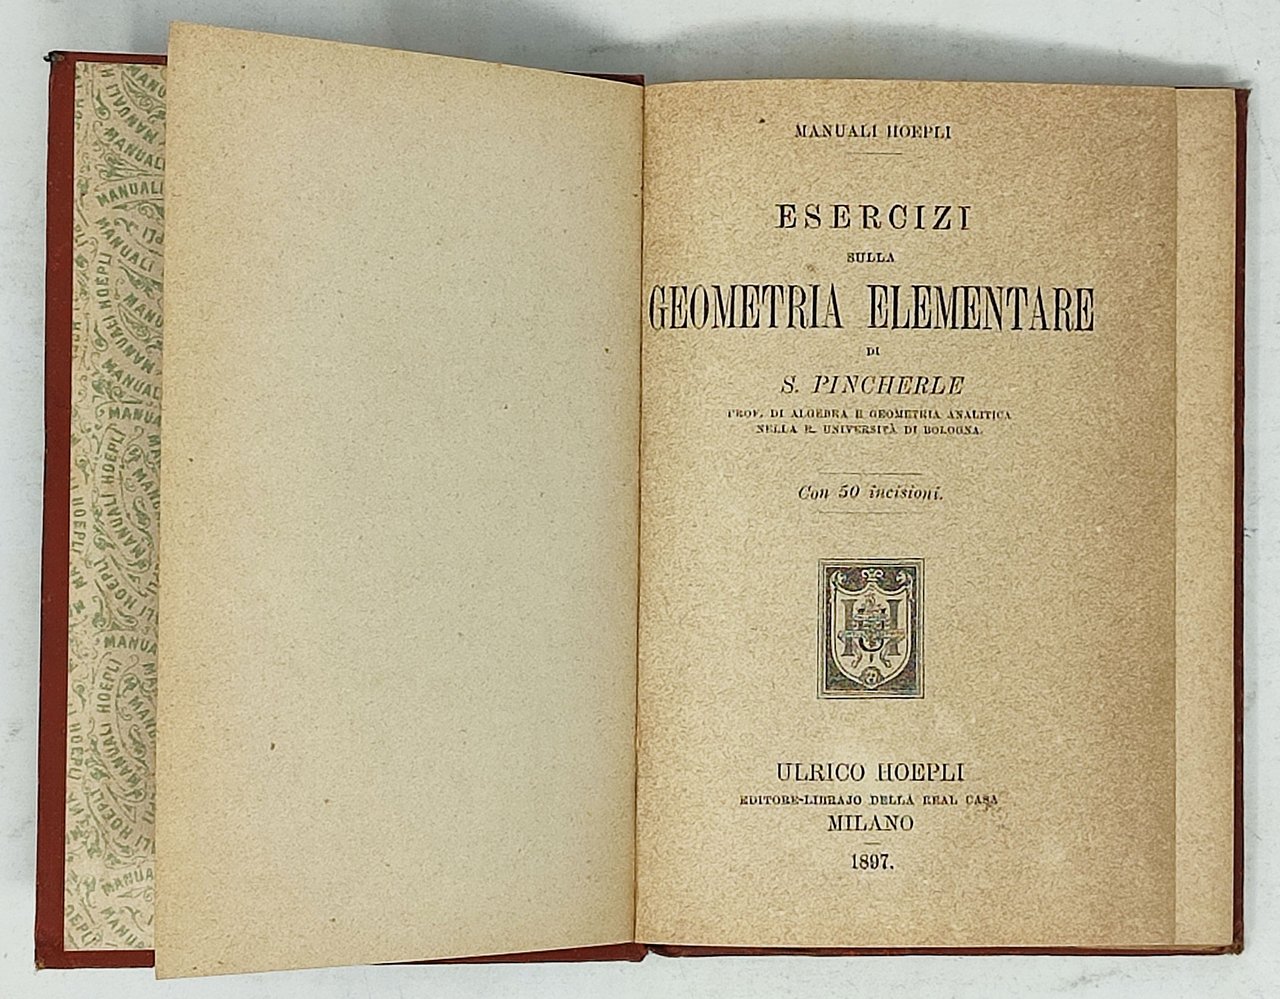 MANUALI HOEPLI
ESERCIZI
SULLA
GEOMETRIA ELEMENTARE
DI
S. PINCHERLE
PROF. DI ALGEBRA E GEOMETRIA ANALITICA
NELLA R. UNIVERSITÀ DI BOLOGNA.
Con 50 incisioni.
ULRICO HOEPLI
EDITORE-LIBRAJO DELLA REAL CASA
MILANO
1897.